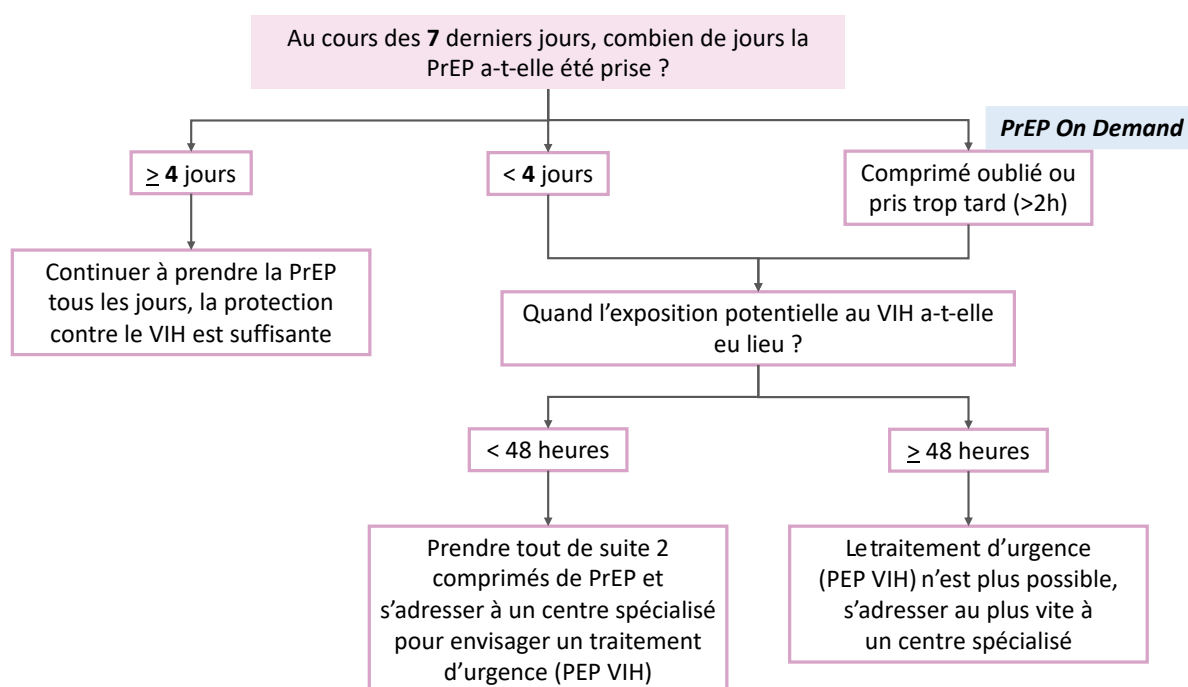 Au cours des 7 derniers jours, combien de jours la
PrEP a-t-elle été prise ?
PrEP On Demand
≥ 4 jours
< 4 jours
Comprimé oublié ou
pris trop tard (>2h)
Continuer à prendre la PrEP
tous les jours, la protection
contre le VIH est suffisante
Quand l’exposition potentielle au VIH a-t-elle
eu lieu ?
< 48 heures
≥ 48 heures
Prendre tout de suite 2
comprimés de PrEP et
s’adresser à un centre spécialisé
pour envisager un traitement
d’urgence (PEP VIH)
Le traitement d’urgence
(PEP VIH) n’est plus possible,
s’adresser au plus vite à
un centre spécialisé